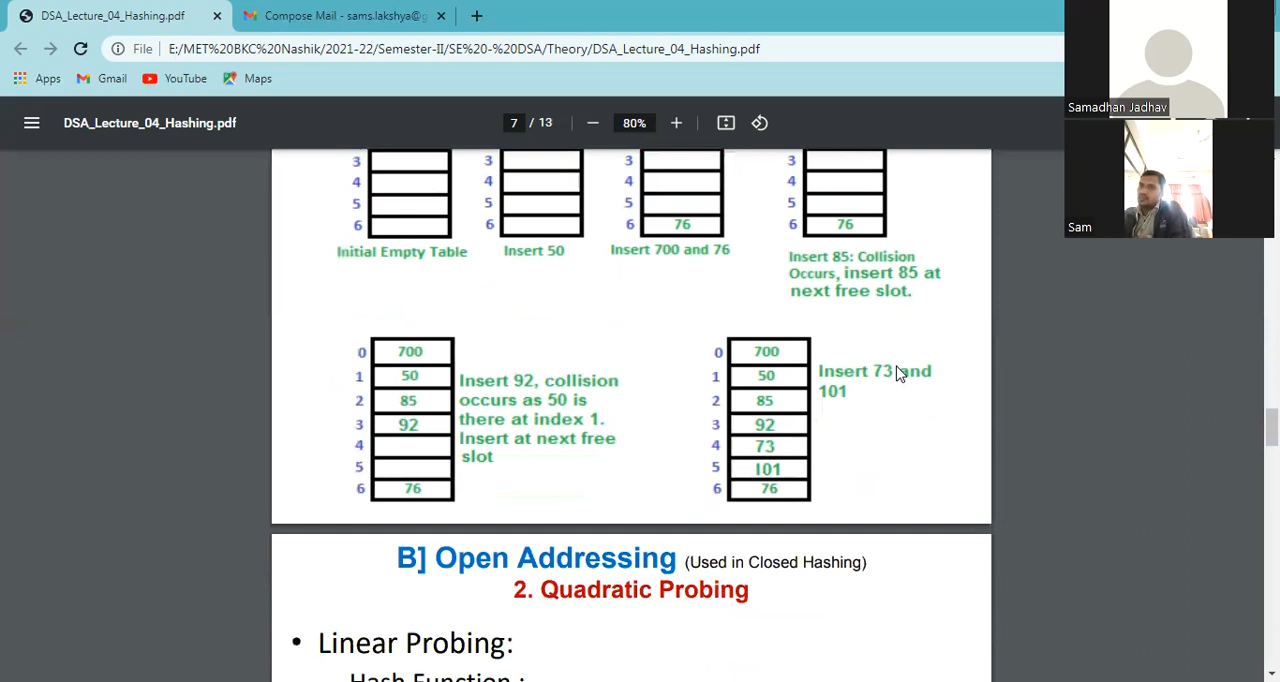 DSA_Lecture_04_Hashing.pdf
Compose Mail - sams.lakshya@g
File E:/MET%20BKC%20Nashik/2021-22/Semester-II/SE%20-%20DSA/Theory/DSA_Lecture_04_Hashing.pdf
Apps Gmail YouTube Maps
Samadhan Jadhav
Sam
DSA_Lecture_04_Hashing.pdf 7 / 13 80%
3 3 3 3
4 4 4 4
5 5 5 5
6 6 6 76 6 76
Initial Empty Table
Insert 50
Insert 700 and 76
Insert 85: Collision
Occurs, insert 85 at
next free slot.
0 700
1 50
2 85
3 92
4
5
6 76
Insert 92, collision
occurs as 50 is
there at index 1.
Insert at next free
slot
0 700
1 50
2 85
3 92
4 73
5 101
6 76
Insert 73 and
101
B] Open Addressing (Used in Closed Hashing)
2. Quadratic Probing
• Linear Probing:
Hash Function :